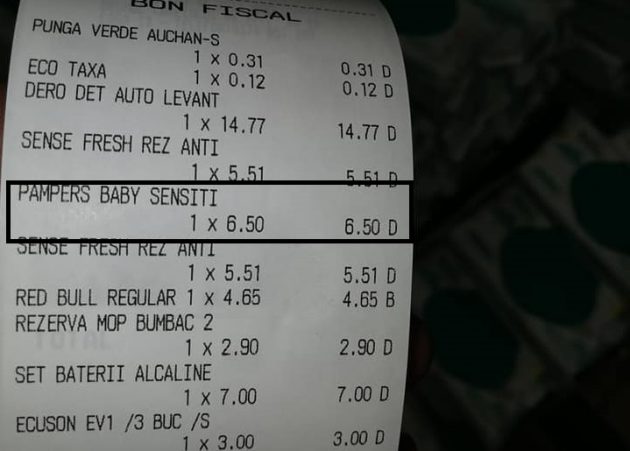 BON FISCAL
PUNGA VERDE AUCHAN-S
1 X 0.31 0.31 D
ECO TAXA 1 X 0.12 0.12 D
DERO DET AUTO LEVANT
1 X 14.77 14.77 D
SENSE FRESH REZ ANTI
1 X 5.51 5.51 D
PAMPERS BABY SENSITI
1 X 6.50 6.50 D
SENSE FRESH REZ ANTI
1 X 5.51 5.51 D
RED BULL REGULAR 1 X 4.65 4.65 B
REZERVA MOP BUMBAC 2
1 X 2.90 2.90 D
SET BATERII ALCALINE
1 X 7.00 7.00 D
ECUSON EV1 /3 BUC /S
1 X 3.00 3.00 D